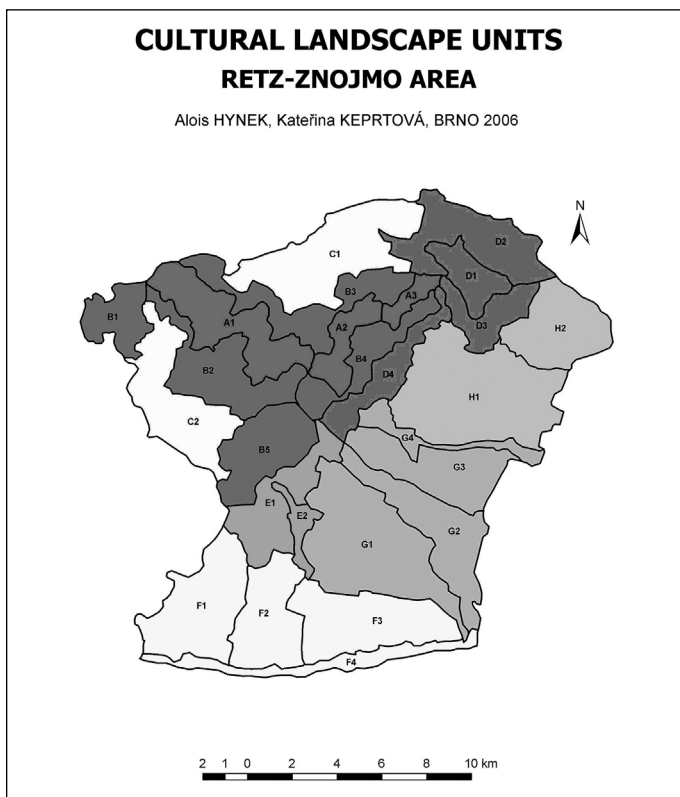 CULTURAL LANDSCAPE UNITS
RETZ-ZNOJMO AREA
Alois HYNEK, Kateřina KEPRTOVÁ, BRNO 2006
N
D2
C1
D1
B3
A3
B1
A1
D3
A2
H2
B4
B2
D4
H1
C2
G4
B5
G3
E1
E2
G2
G1
F1
F2
F3
F4
2 1 0 2 4 6 8 10 km